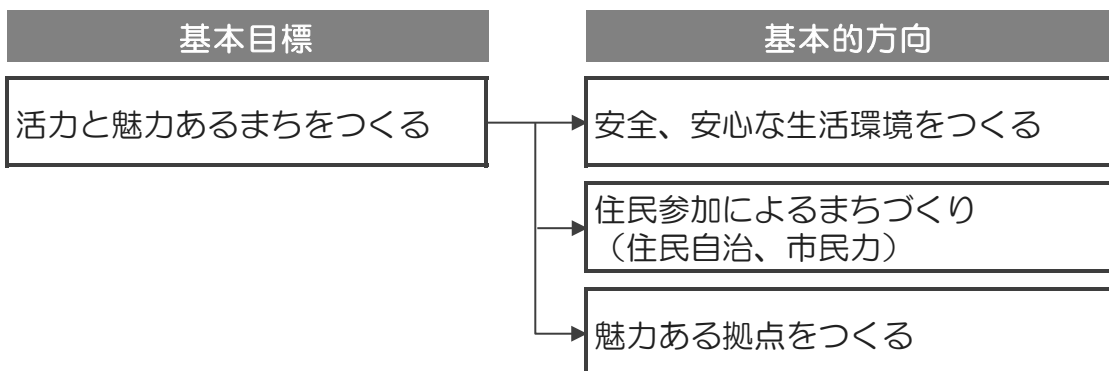 基本目標
基本的方向
活力と魅力あるまちをつくる
安全、安心な生活環境をつくる
住民参加によるまちづくり
（住民自治、市民力）
魅力ある拠点をつくる